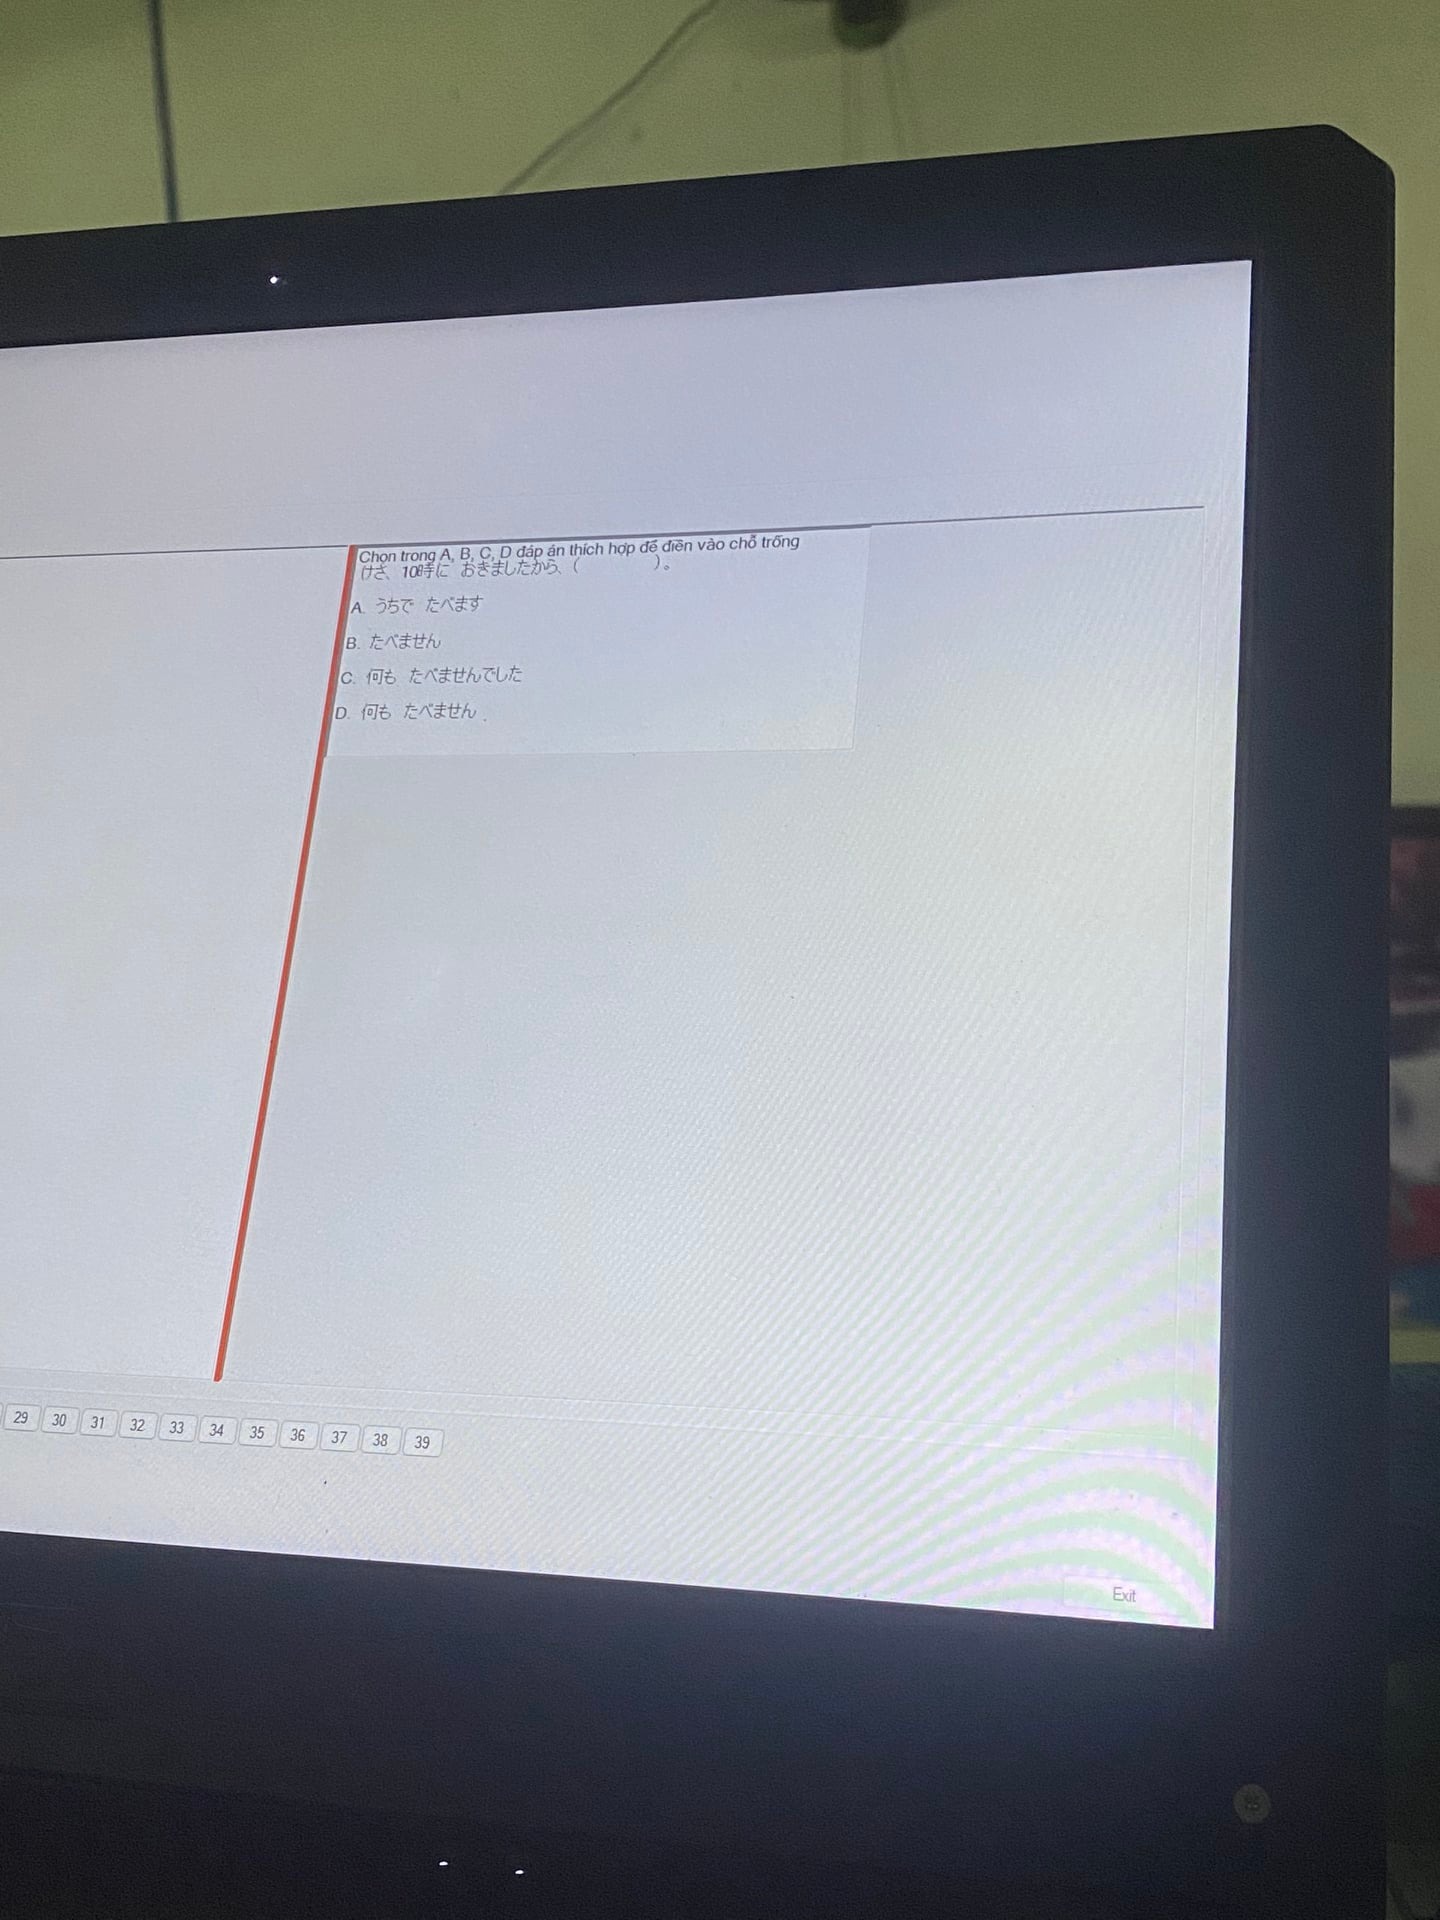 Chọn trong A, B, C, D đáp án thích hợp để điền vào chỗ trống
けさ、10時に　おきましたから、(　　　　)。
A. うちで　たべます
B. たべません
C. 何も　たべませんでした
D. 何も　たべません .
29 30 31 32 33 34 35 36 37 38 39
Exit